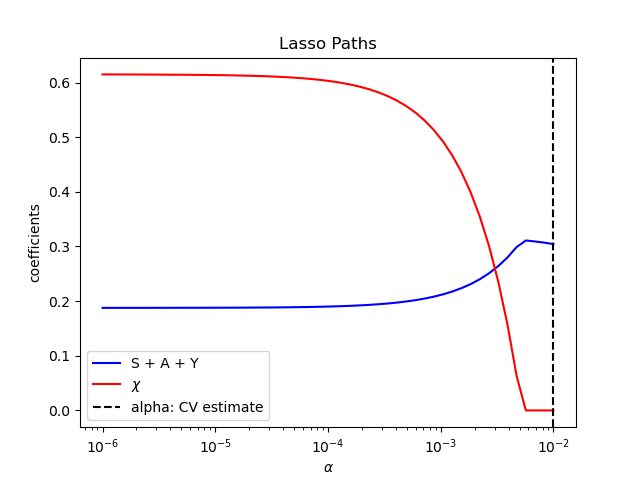 Lasso Paths
coefficients
0.6
0.5
0.4
0.3
0.2
0.1
0.0
S + A + Y
χ
alpha: CV estimate
10⁻⁶ 10⁻⁵ 10⁻⁴ 10⁻³ 10⁻²
α